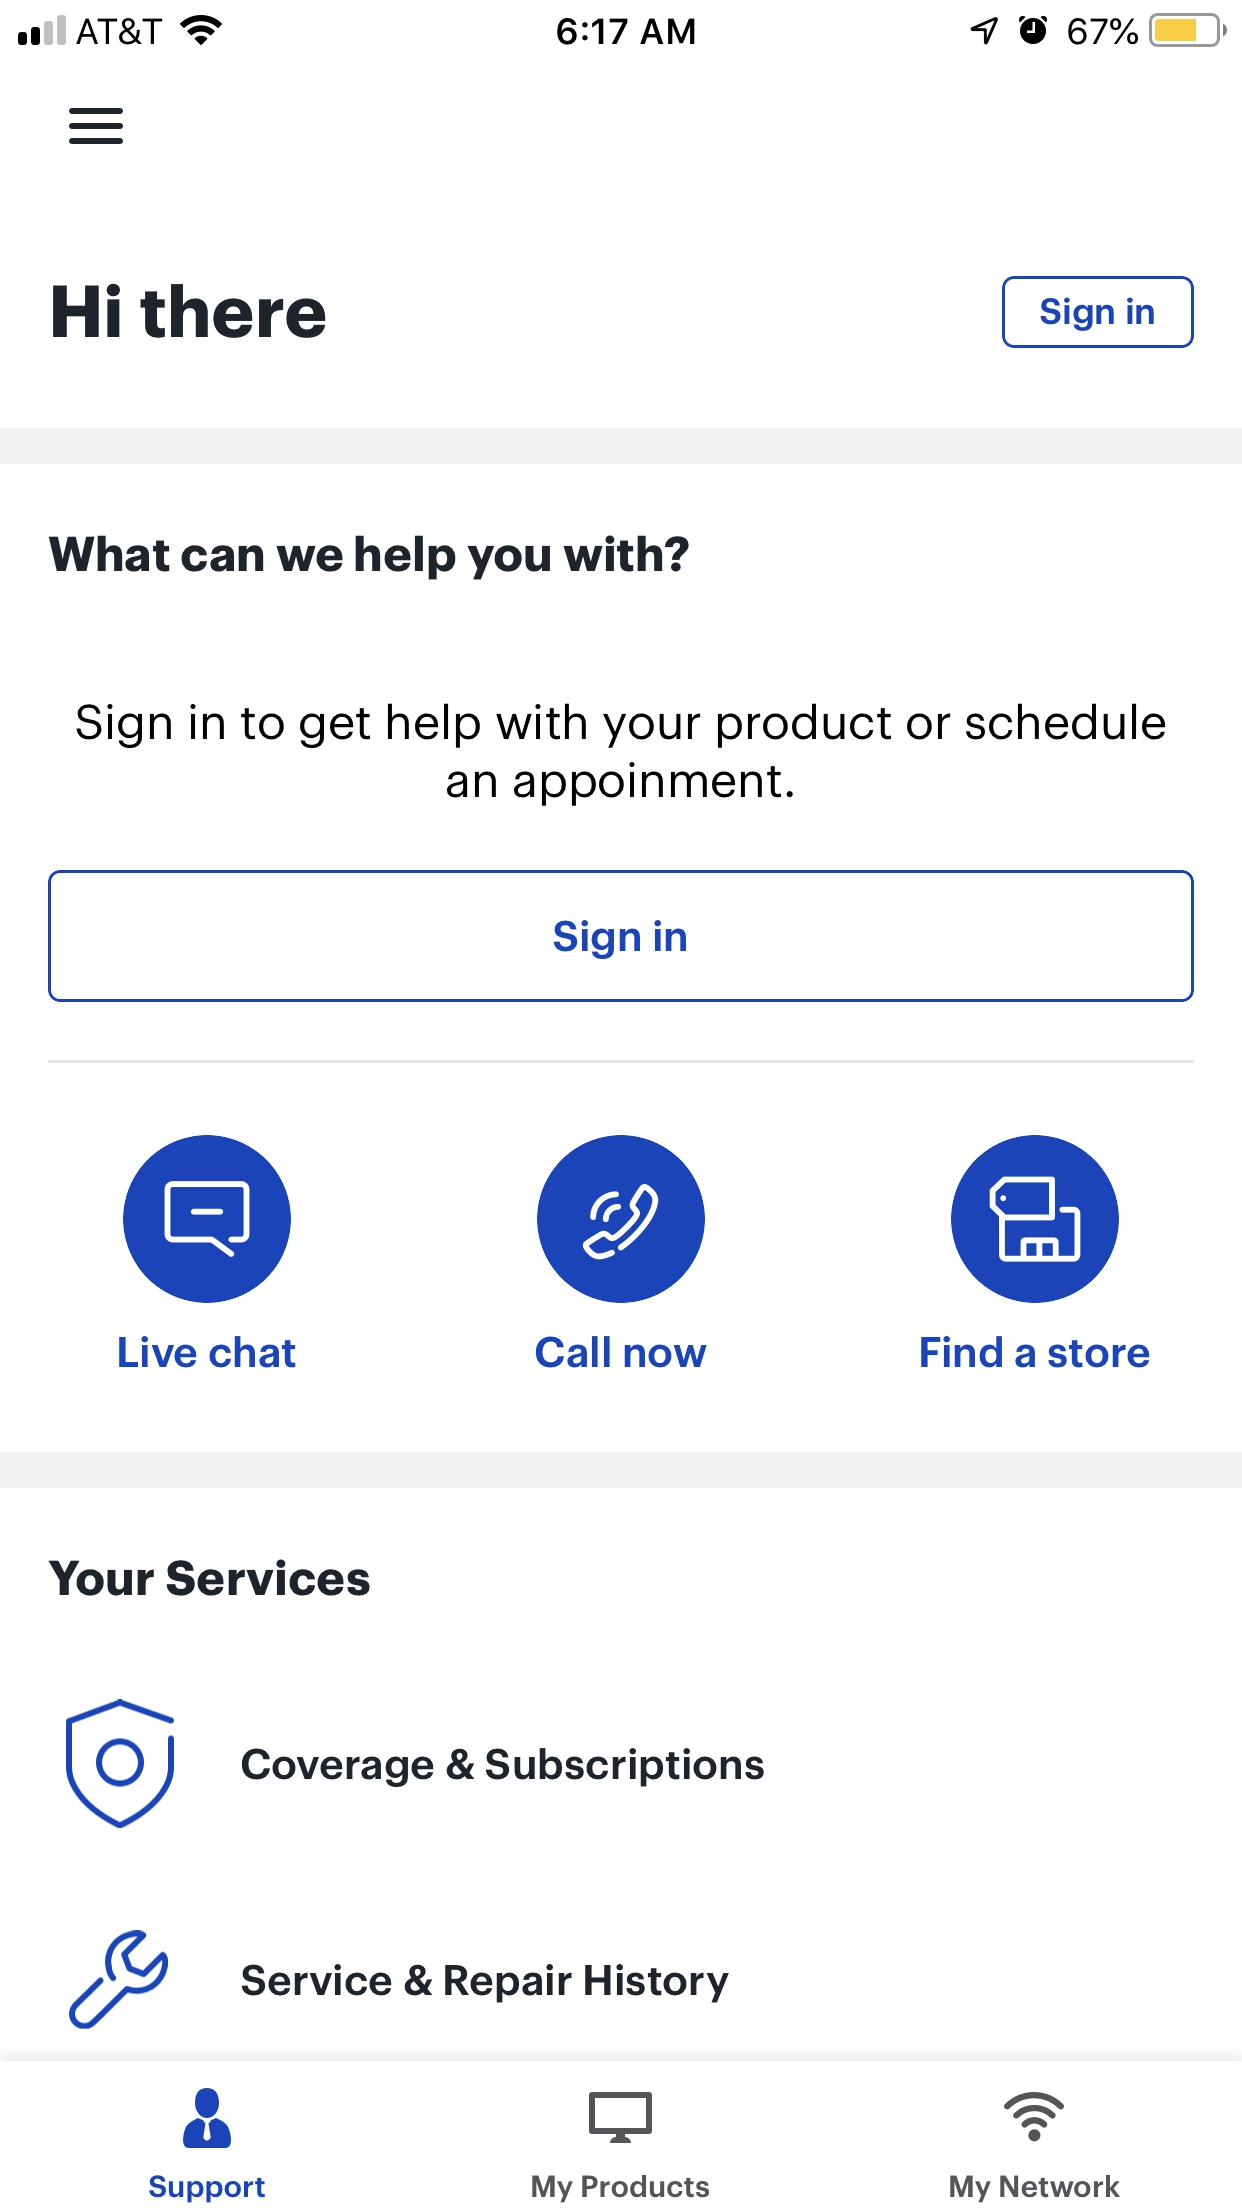 AT&T 6:17 AM 67%
Hi there
Sign in
What can we help you with?
Sign in to get help with your product or schedule
an appoinment.
Sign in
Live chat Call now Find a store
Your Services
Coverage & Subscriptions
Service & Repair History
Support My Products My Network